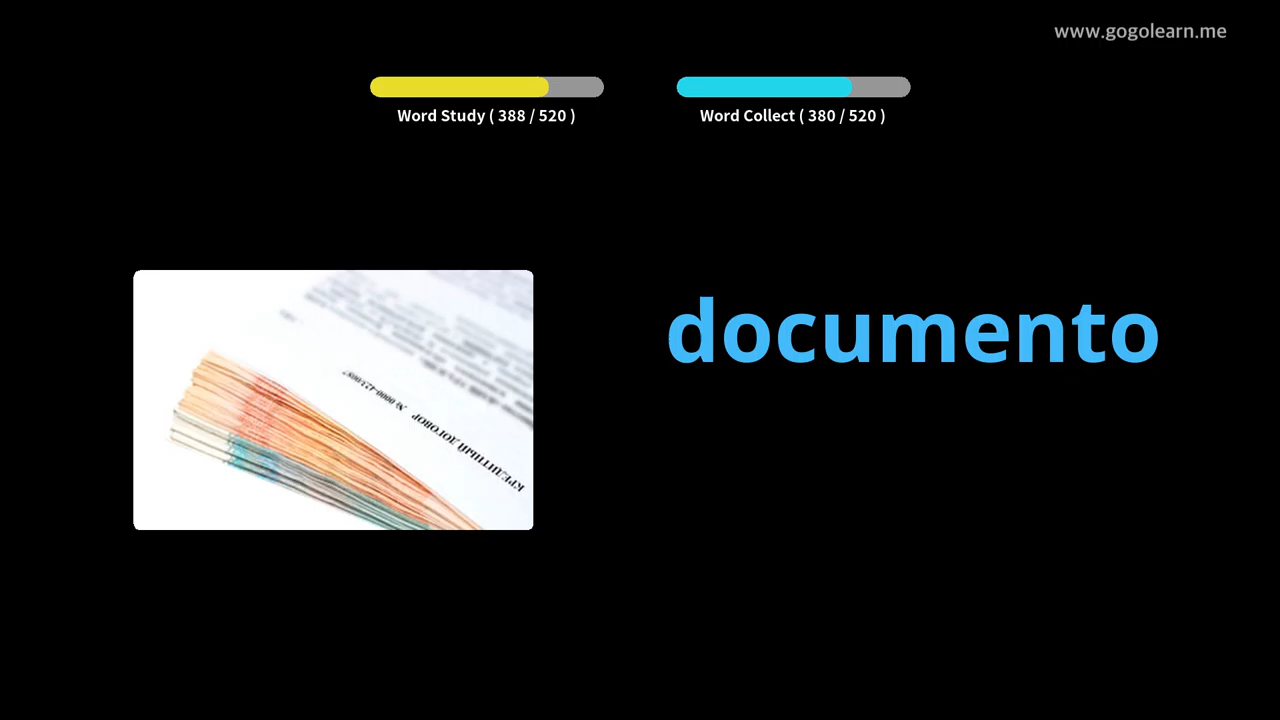 www.gogolearn.me
Word Study ( 388 / 520 )
Word Collect ( 380 / 520 )
documento
КРЕДИТНЫЙ ДОГОВОР